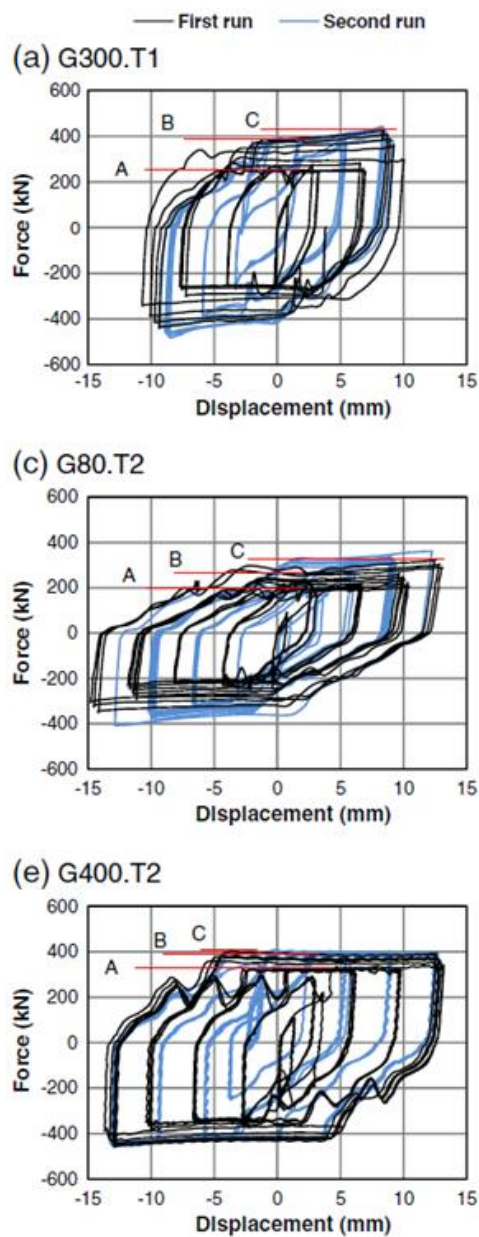 First run Second run
(a) G300.T1
600
400
200
0
-200
-400
-600
Force (kN)
A
B
C
-15 -10 -5 0 5 10 15
Displacement (mm)
(c) G80.T2
600
400
200
0
-200
-400
-600
Force (kN)
A
B
C
-15 -10 -5 0 5 10 15
Displacement (mm)
(e) G400.T2
600
400
200
0
-200
-400
-600
Force (kN)
A
B
C
-15 -10 -5 0 5 10 15
Displacement (mm)